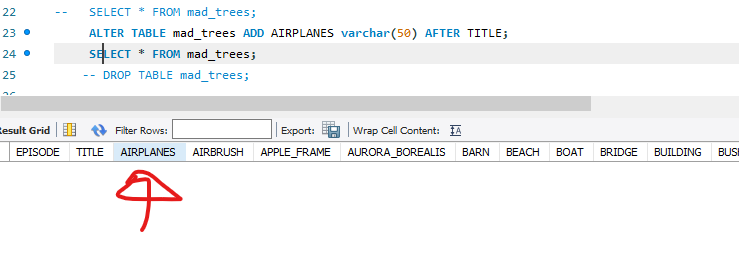 22 -- SELECT * FROM mad_trees;
23 ALTER TABLE mad_trees ADD AIRPLANES varchar(50) AFTER TITLE;
24 SELECT * FROM mad_trees;
25 -- DROP TABLE mad_trees;
Result Grid Filter Rows: Export: Wrap Cell Content:
EPISODE TITLE AIRPLANES AIRBRUSH APPLE_FRAME AURORA_BOREALIS BARN BEACH BOAT BRIDGE BUILDING